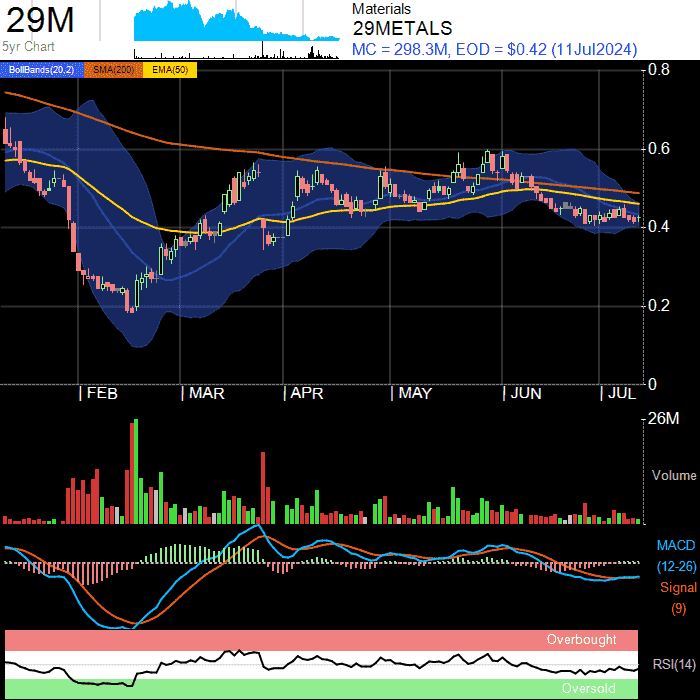 29M
5yr Chart
Materials
29METALS
MC = 298.3M, EOD = $0.42 (11Jul2024)
BollBands(20,2) SMA(200) EMA(50)
0.8
0.6
0.4
0.2
0
FEB MAR APR MAY JUN JUL
26M
Volume
MACD
(12-26)
Signal
(9)
Overbought
RSI(14)
Oversold